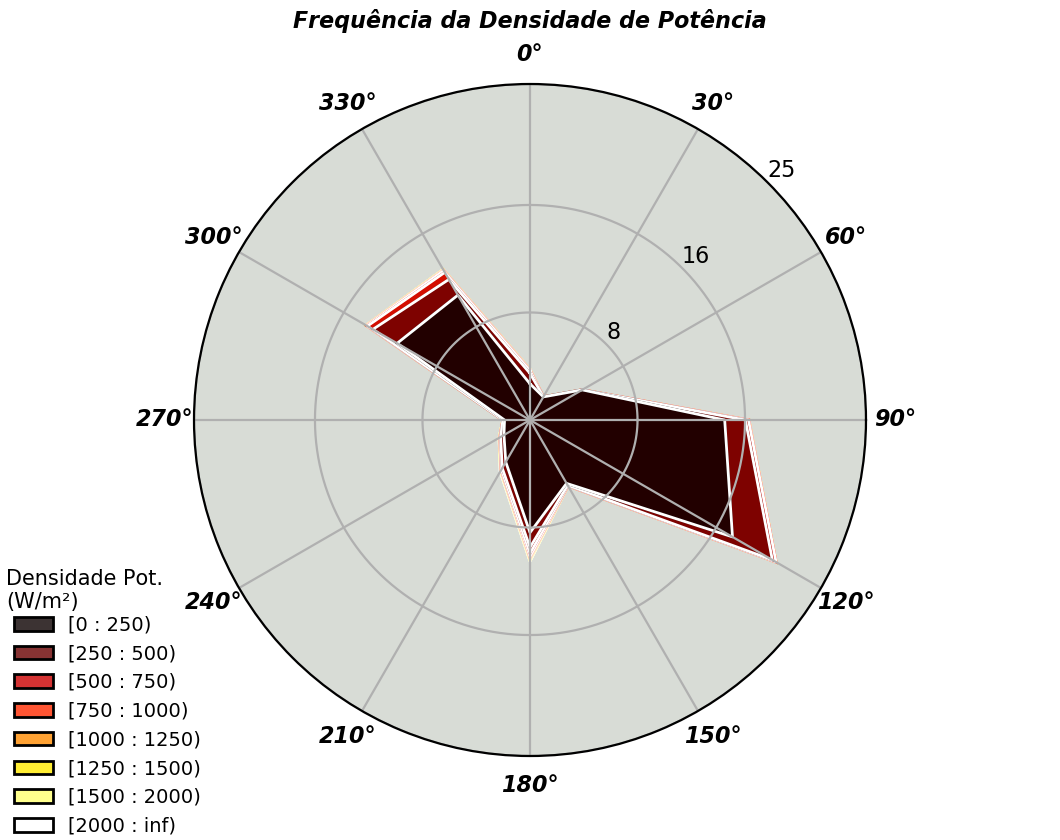 Frequência da Densidade de Potência
0°
330°
30°
25
300°
60°
16
8
270°
90°
240°
120°
210°
150°
180°
Densidade Pot.
(W/m²)
[0 : 250)
[250 : 500)
[500 : 750)
[750 : 1000)
[1000 : 1250)
[1250 : 1500)
[1500 : 2000)
[2000 : inf)